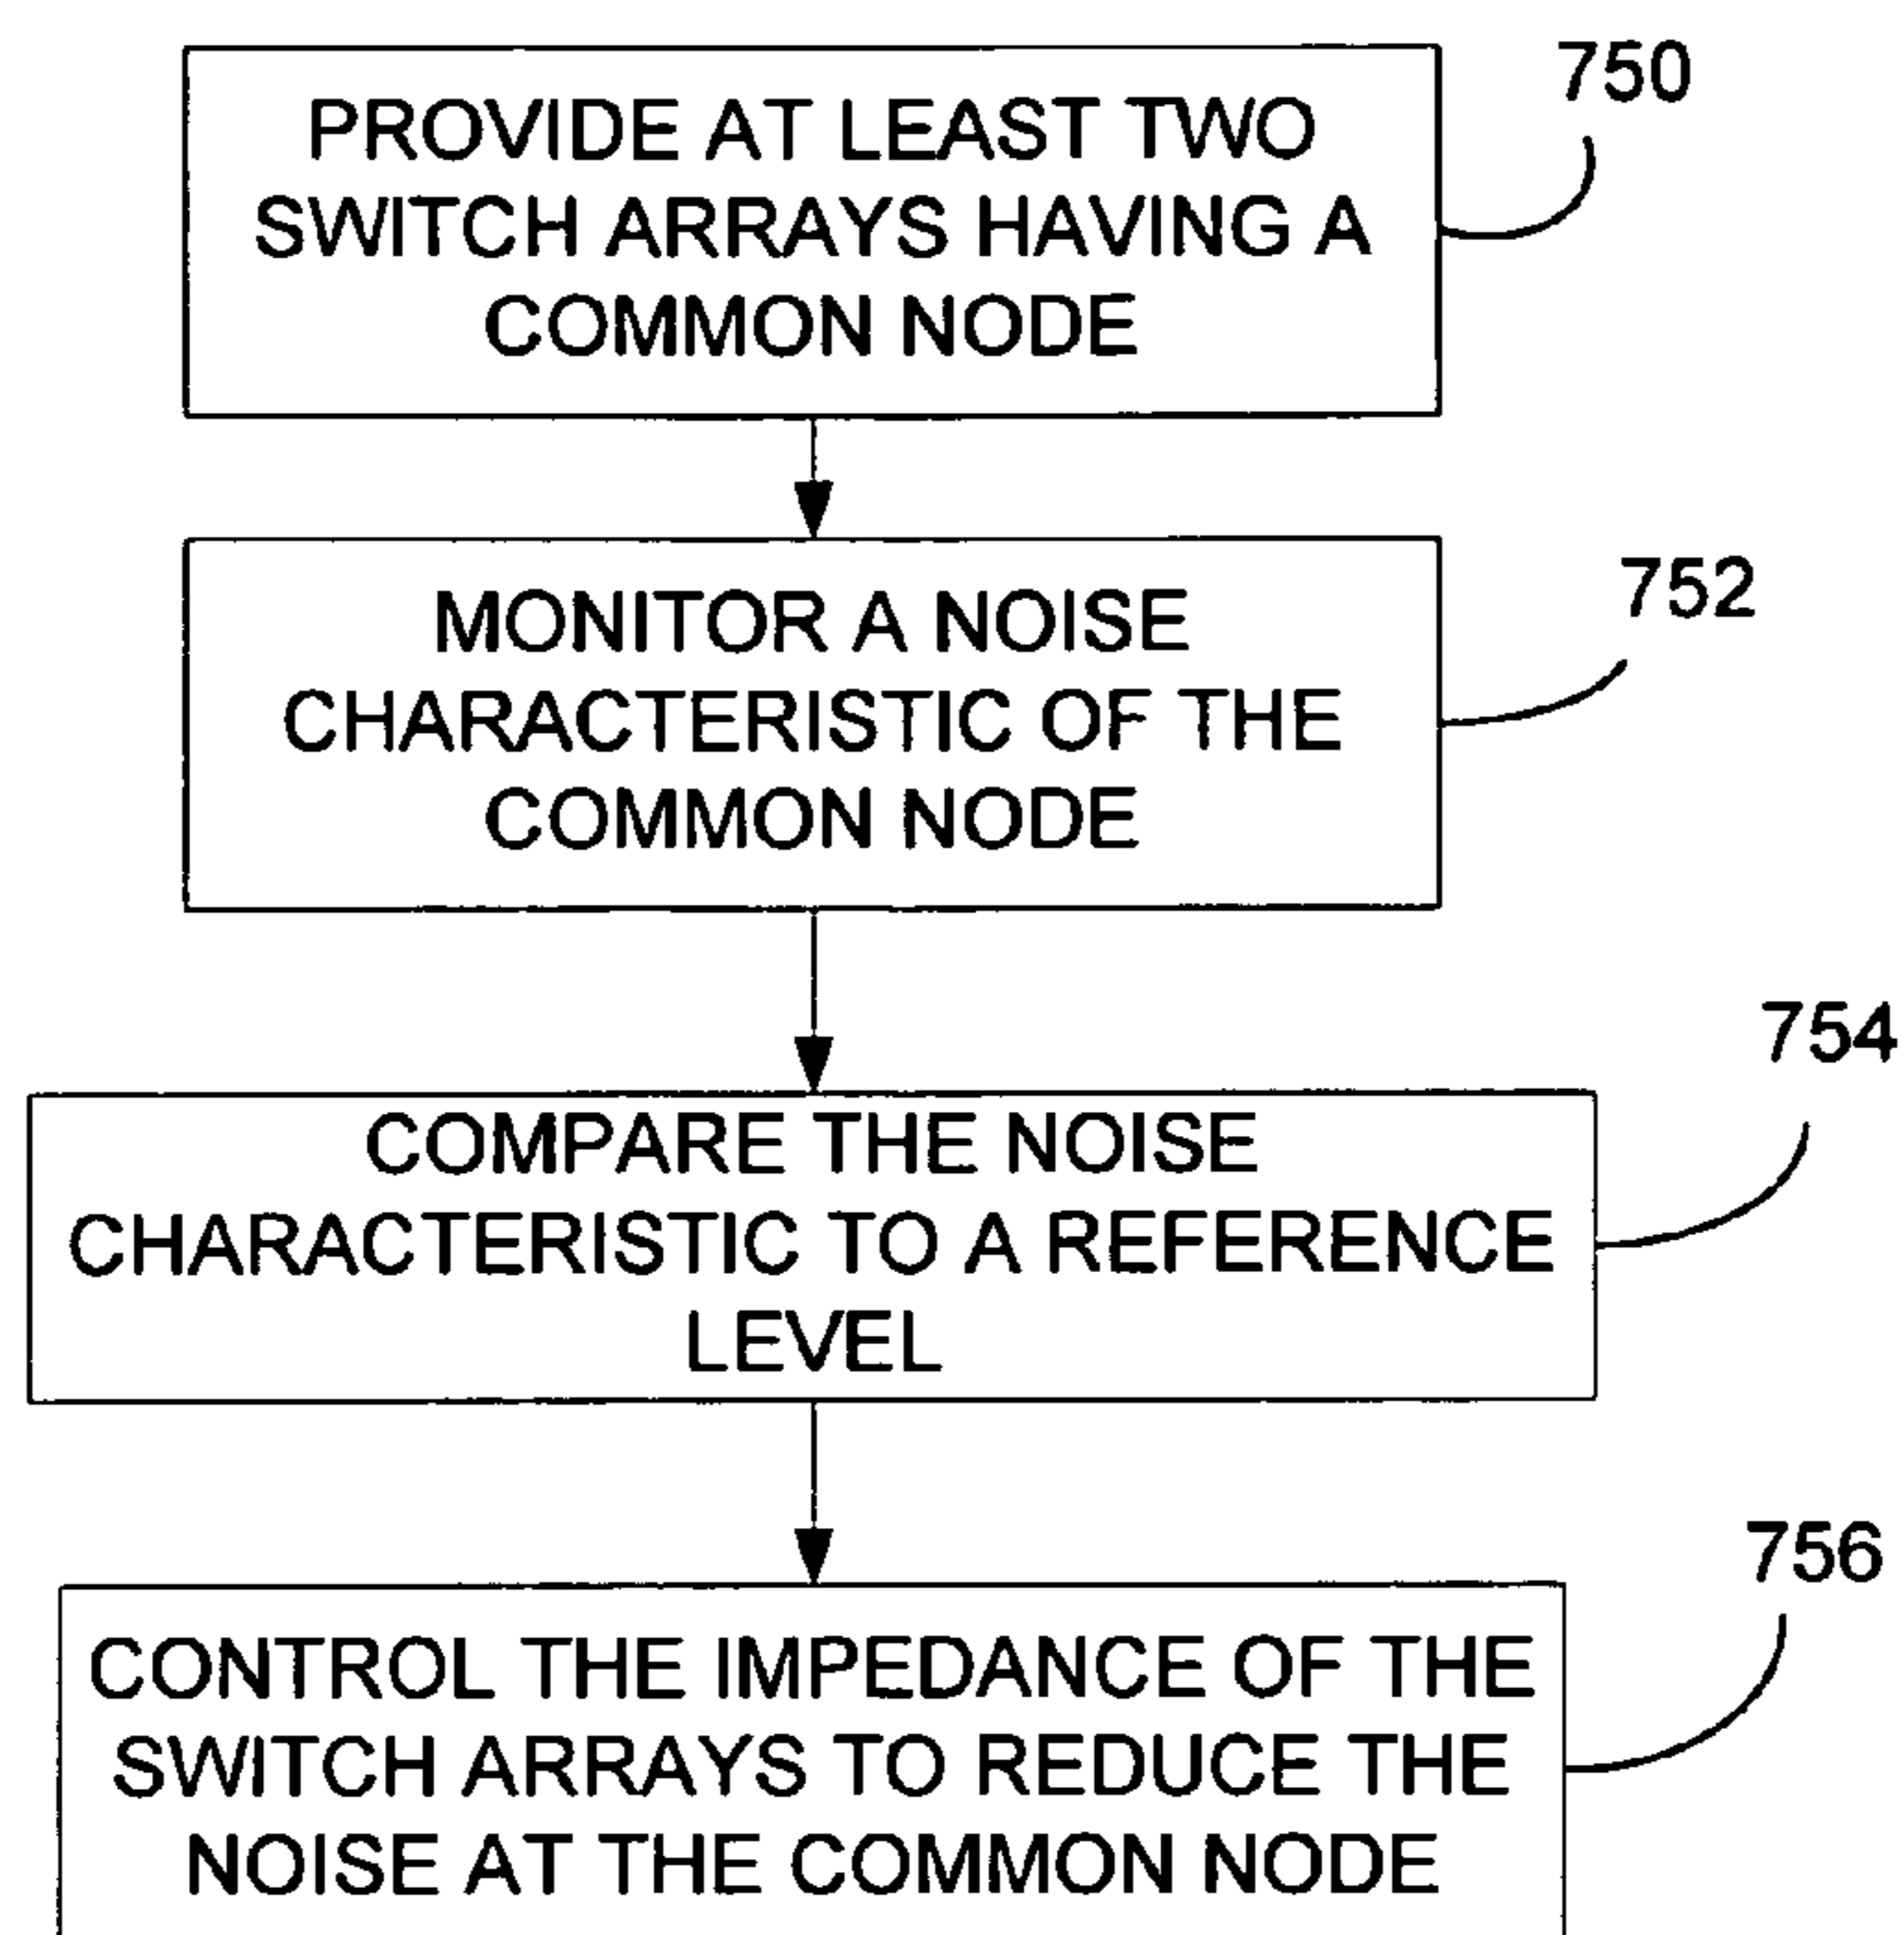 750
PROVIDE AT LEAST TWO
SWITCH ARRAYS HAVING A
COMMON NODE
752
MONITOR A NOISE
CHARACTERISTIC OF THE
COMMON NODE
754
COMPARE THE NOISE
CHARACTERISTIC TO A REFERENCE
LEVEL
756
CONTROL THE IMPEDANCE OF THE
SWITCH ARRAYS TO REDUCE THE
NOISE AT THE COMMON NODE